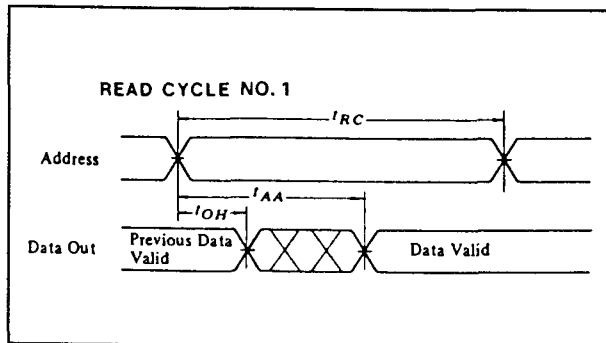 READ CYCLE NO. 1
tRC
Address
tAA
tOH
Data Out
Previous Data
Valid
Data Valid